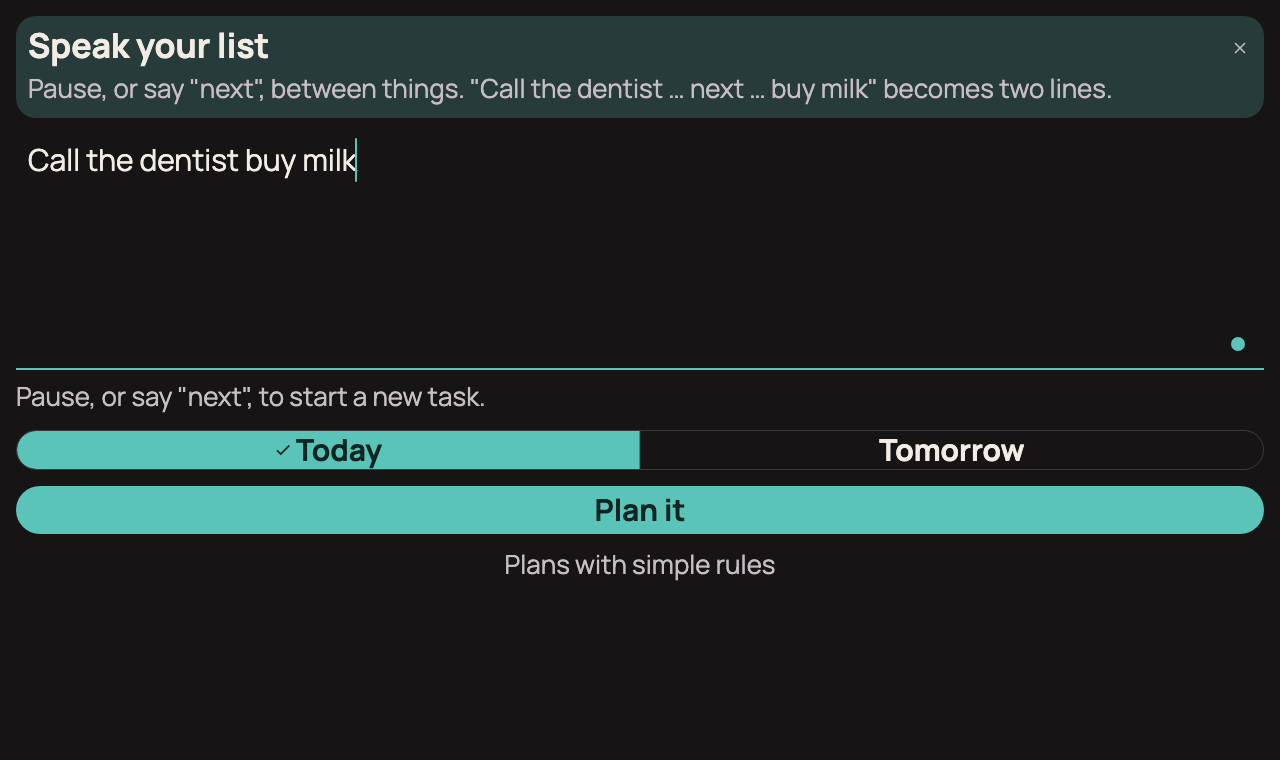 Speak your list
Pause, or say "next", between things. "Call the dentist … next … buy milk" becomes two lines.
Call the dentist buy milk
Pause, or say "next", to start a new task.
Today
Tomorrow
Plan it
Plans with simple rules